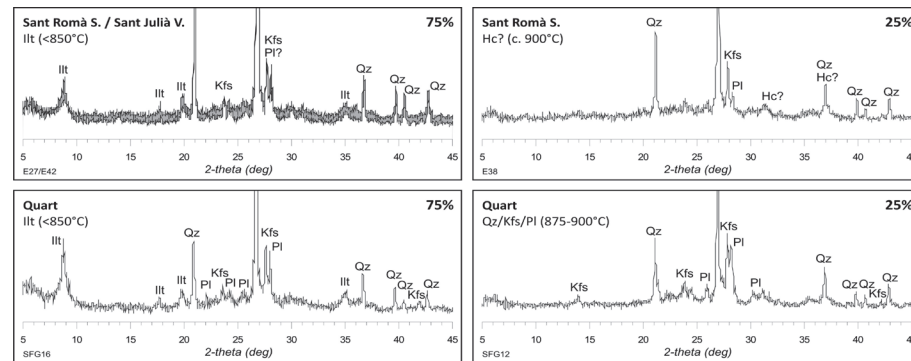 Sant Romà S. / Sant Julià V. 75%
Ilt (<850°C)
Ilt
Ilt
Ilt
Kfs
Kfs
Pl?
Ilt
Qz
Qz
Qz
Qz
5 10 15 20 25 30 35 40 45
E27/E42
2-theta (deg)
Sant Romà S. 25%
Hc? (c. 900°C)
Qz
Kfs
Pl
Hc?
Qz
Hc?
Qz
Qz
Qz
5 10 15 20 25 30 35 40 45
E38
2-theta (deg)
Quart 75%
Ilt (<850°C)
Ilt
Ilt
Ilt
Qz
Pl
Kfs
Pl
Pl
Kfs
Pl
Ilt
Qz
Qz
Qz
Kfs
Qz
5 10 15 20 25 30 35 40 45
SFG16
2-theta (deg)
Quart 25%
Qz/Kfs/Pl (875-900°C)
Kfs
Qz
Kfs
Pl
Kfs
Pl
Pl
Qz
Qz
Qz
Kfs
Qz
5 10 15 20 25 30 35 40 45
SFG12
2-theta (deg)